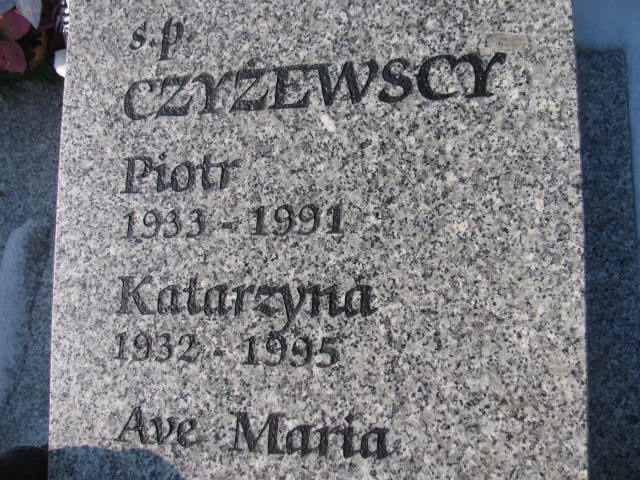 ś.p.
CZYŻEWSCY
Piotr
1933 - 1991
Katarzyna
1932 - 1995
Ave Maria